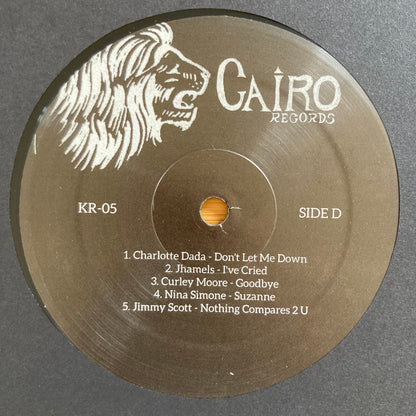 CAIRO
RECORDS
KR-05
SIDE D
1. Charlotte Dada - Don't Let Me Down
2. Jhamels - I've Cried
3. Curley Moore - Goodbye
4. Nina Simone - Suzanne
5. Jimmy Scott - Nothing Compares 2 U